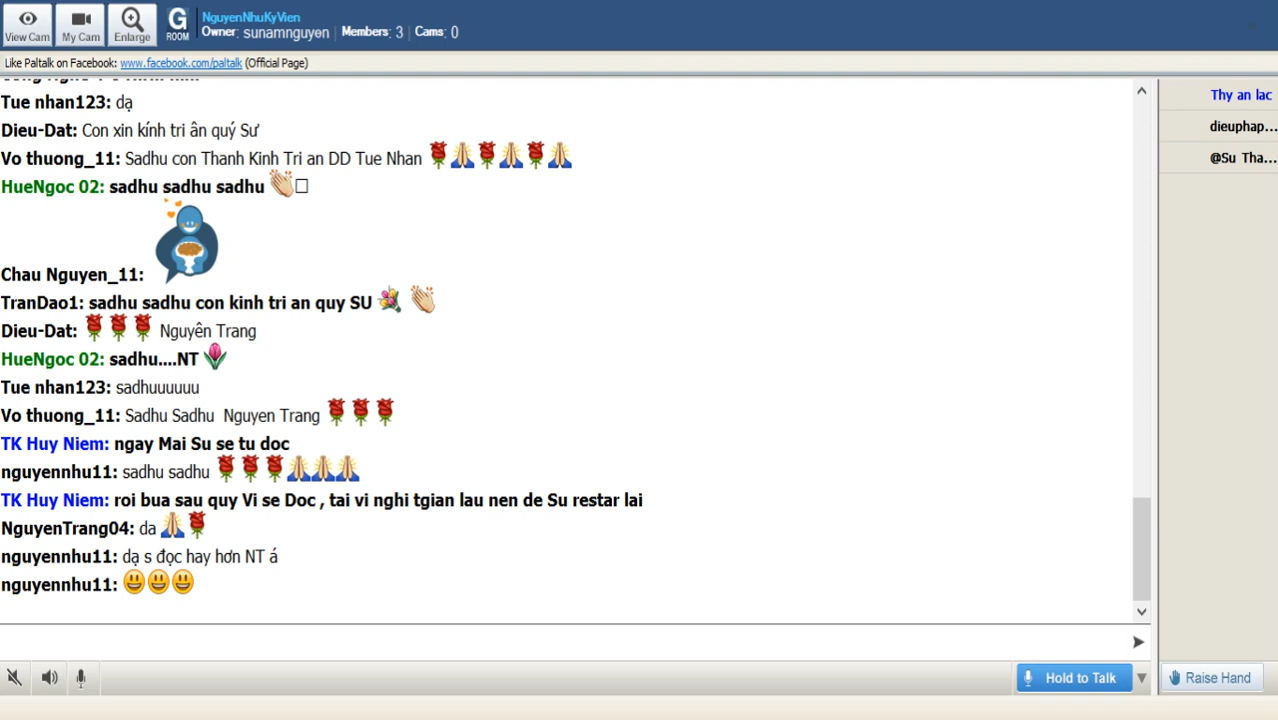 View Cam
My Cam
Enlarge
G
ROOM
NguyenNhuKyVien
Owner: sunamnguyen Members: 3 Cams: 0
Like Paltalk on Facebook: www.facebook.com/paltalk (Official Page)
Tue nhan123: dạ
Dieu-Dat: Con xin kính tri ân quý Sư
Vo thuong_11: Sadhu con Thanh Kinh Tri an DD Tue Nhan 🌹🙏🌹🙏🌹🙏
HueNgoc 02: sadhu sadhu sadhu 👏
Chau Nguyen_11:
TranDao1: sadhu sadhu con kinh tri an quy SU 💐 👏
Dieu-Dat: 🌹🌹🌹 Nguyên Trang
HueNgoc 02: sadhu....NT 🌷
Tue nhan123: sadhuuuuuu
Vo thuong_11: Sadhu Sadhu Nguyen Trang 🌹🌹🌹
TK Huy Niem: ngay Mai Su se tu doc
nguyennhu11: sadhu sadhu 🌹🌹🌹🙏🙏🙏
TK Huy Niem: roi bua sau quy Vi se Doc , tai vi nghi tgian lau nen de Su restar lai
NguyenTrang04: da 🙏🌹
nguyennhu11: dạ s đọc hay hơn NT á
nguyennhu11: 😃😃😃
Thy an lac
dieuphap...
@Su Tha...
Hold to Talk
Raise Hand